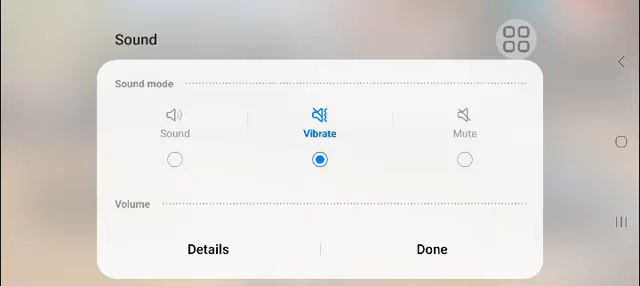 Sound
Sound mode
Sound Vibrate Mute
Volume
Details Done